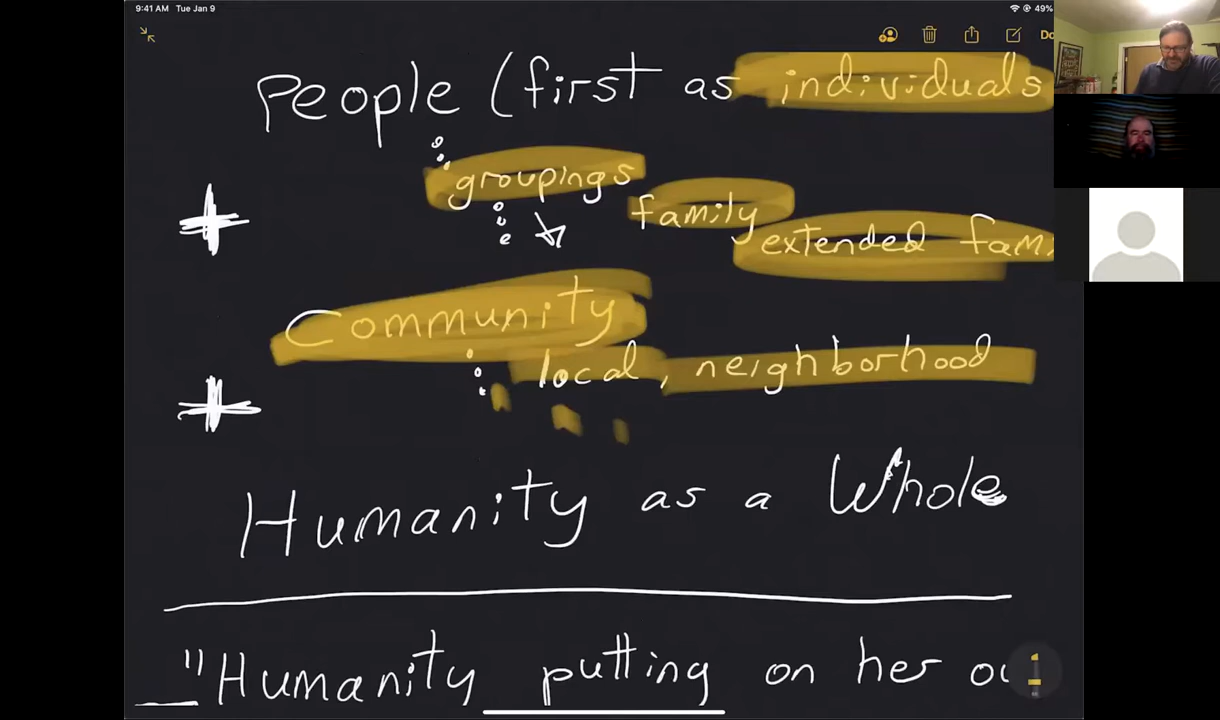 9:41 AM Tue Jan 9
49%
People (first as individuals
groupings
family
extended
Community
local, neighborhood
Humanity as a Whole
"Humanity putting on her